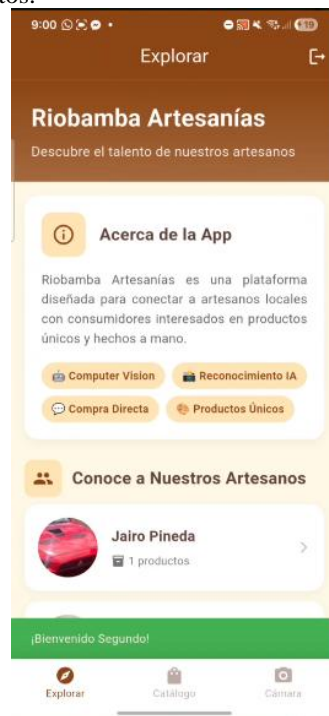 9:00
Explorar
Riobamba Artesanías
Descubre el talento de nuestros artesanos
Acerca de la App
Riobamba Artesanías es una plataforma
diseñada para conectar a artesanos locales
con consumidores interesados en productos
únicos y hechos a mano.
🤖 Computer Vision 📸 Reconocimiento IA
💬 Compra Directa 🎨 Productos Únicos
Conoce a Nuestros Artesanos
Jairo Pineda
1 productos
¡Bienvenido Segundo!
Explorar Catálogo Cámara